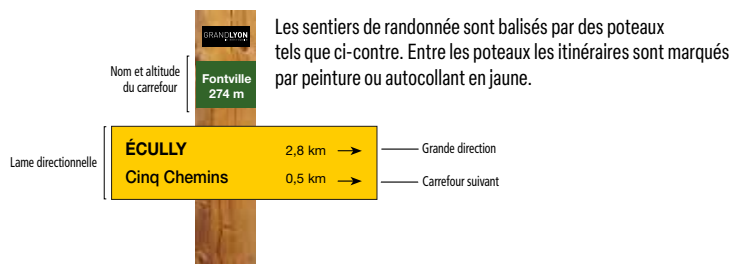 GRANDLYON
Les sentiers de randonnée sont balisés par des poteaux
tels que ci-contre. Entre les poteaux les itinéraires sont marqués
par peinture ou autocollant en jaune.
Nom et altitude
du carrefour
Fontville
274 m
Lame directionnelle
ÉCULLY 2,8 km → Grande direction
Cinq Chemins 0,5 km → Carrefour suivant